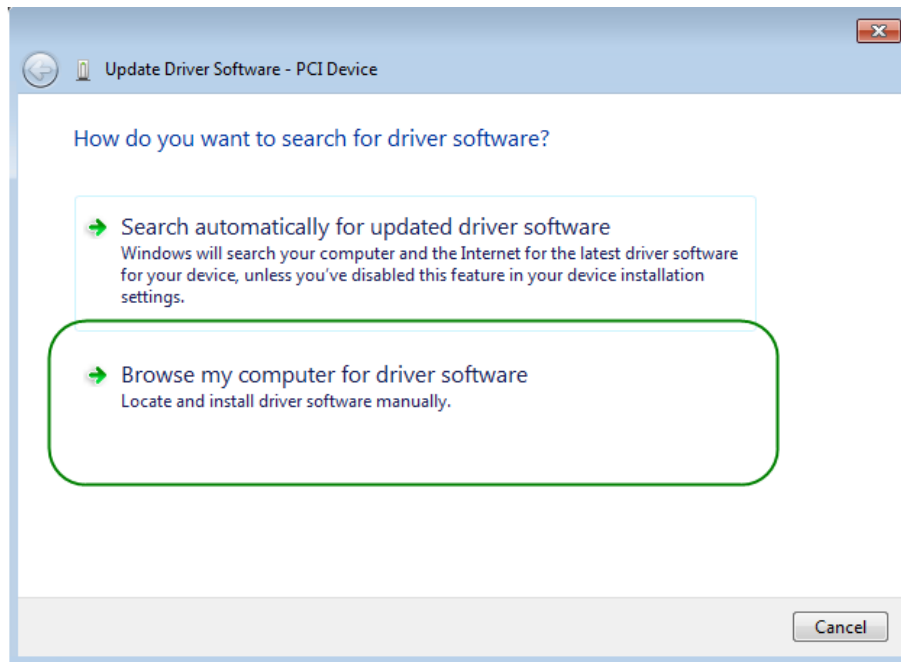 Update Driver Software - PCI Device
How do you want to search for driver software?
Search automatically for updated driver software
Windows will search your computer and the Internet for the latest driver software
for your device, unless you've disabled this feature in your device installation
settings.
Browse my computer for driver software
Locate and install driver software manually.
Cancel